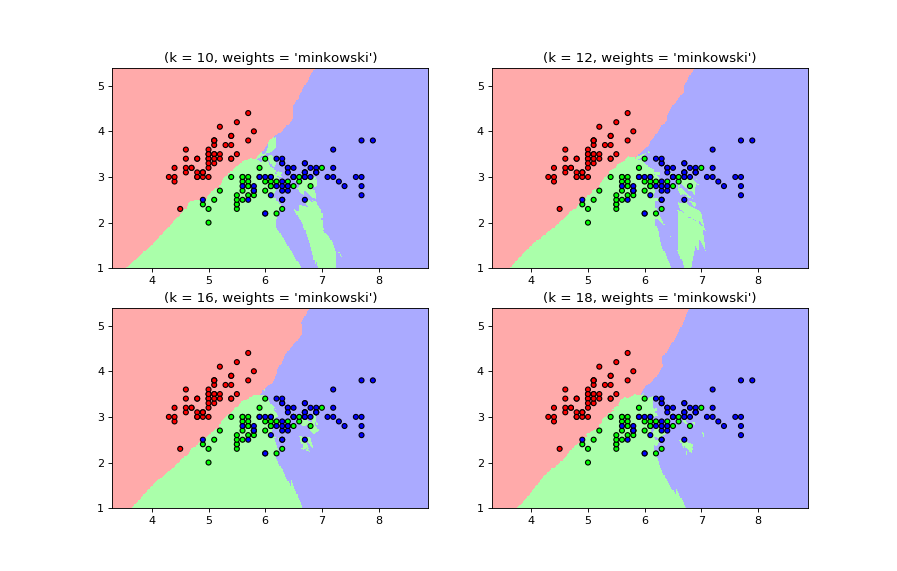 (k = 10, weights = 'minkowski')
(k = 12, weights = 'minkowski')
5
4
3
2
1
4 5 6 7 8
5
4
3
2
1
4 5 6 7 8
(k = 16, weights = 'minkowski')
(k = 18, weights = 'minkowski')
5
4
3
2
1
4 5 6 7 8
5
4
3
2
1
4 5 6 7 8